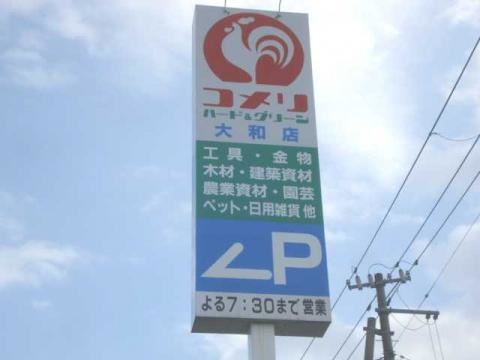 コメリ
ハード&グリーン
大和店
工具・金物
木材・建築資材
農業資材・園芸
ペット・日用雑貨 他
P
よる7:30まで営業